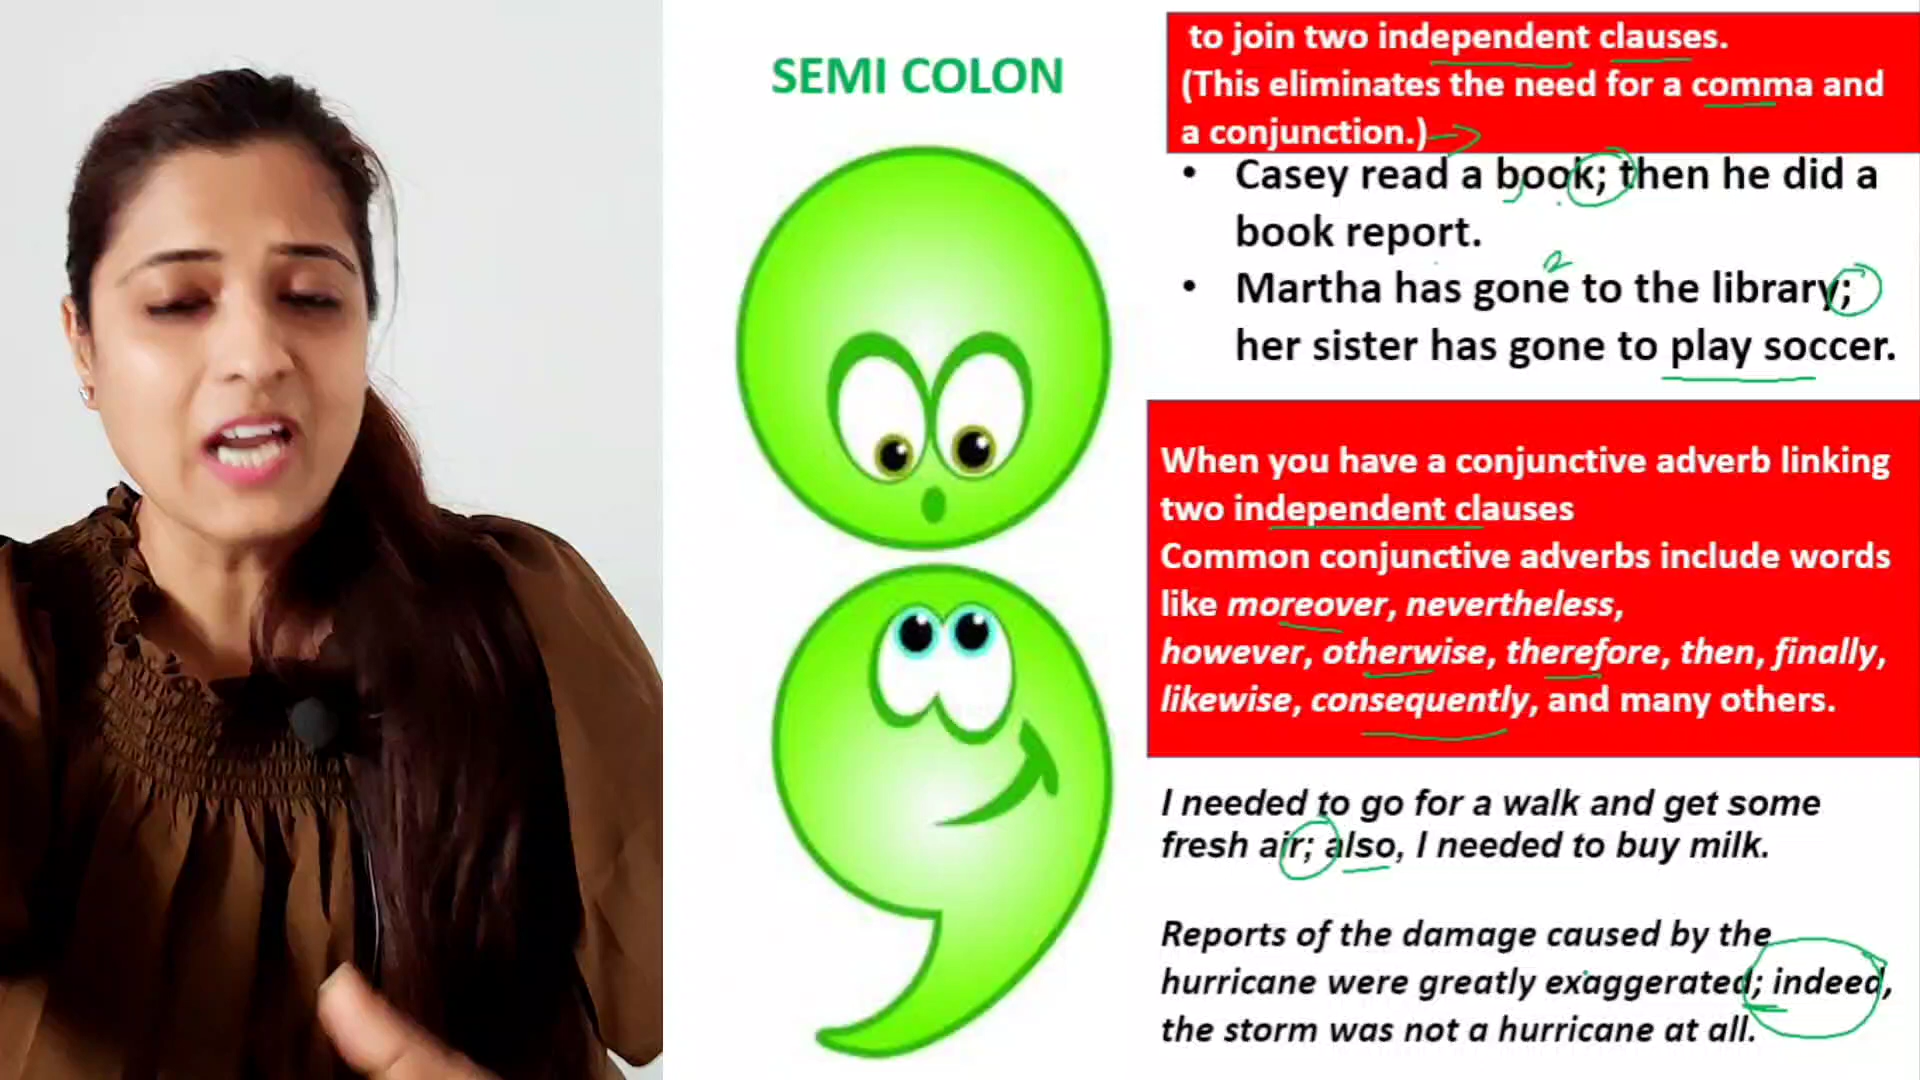 SEMI COLON
to join two independent clauses.
(This eliminates the need for a comma and
a conjunction.)
• Casey read a book; then he did a
book report.
2
• Martha has gone to the library;
her sister has gone to play soccer.
When you have a conjunctive adverb linking
two independent clauses
Common conjunctive adverbs include words
like moreover, nevertheless,
however, otherwise, therefore, then, finally,
likewise, consequently, and many others.
I needed to go for a walk and get some
fresh air; also, I needed to buy milk.
Reports of the damage caused by the
hurricane were greatly exaggerated; indeed,
the storm was not a hurricane at all.